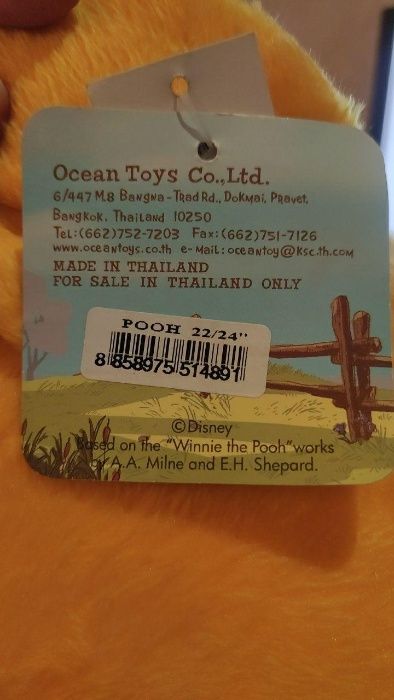 Ocean Toys Co.,Ltd.
6/447 M.8 Bangna-Trad Rd., Dokmai, Pravet,
Bangkok, Thailand 10250
Tel:(662)752-7203 Fax:(662)751-7126
www.oceantoys.co.th e-mail:oceantoy@ksc.th.com
MADE IN THAILAND
FOR SALE IN THAILAND ONLY
POOH 22/24"
8 858975 514891
©Disney
Based on the "Winnie the Pooh" works
by A.A. Milne and E.H. Shepard.